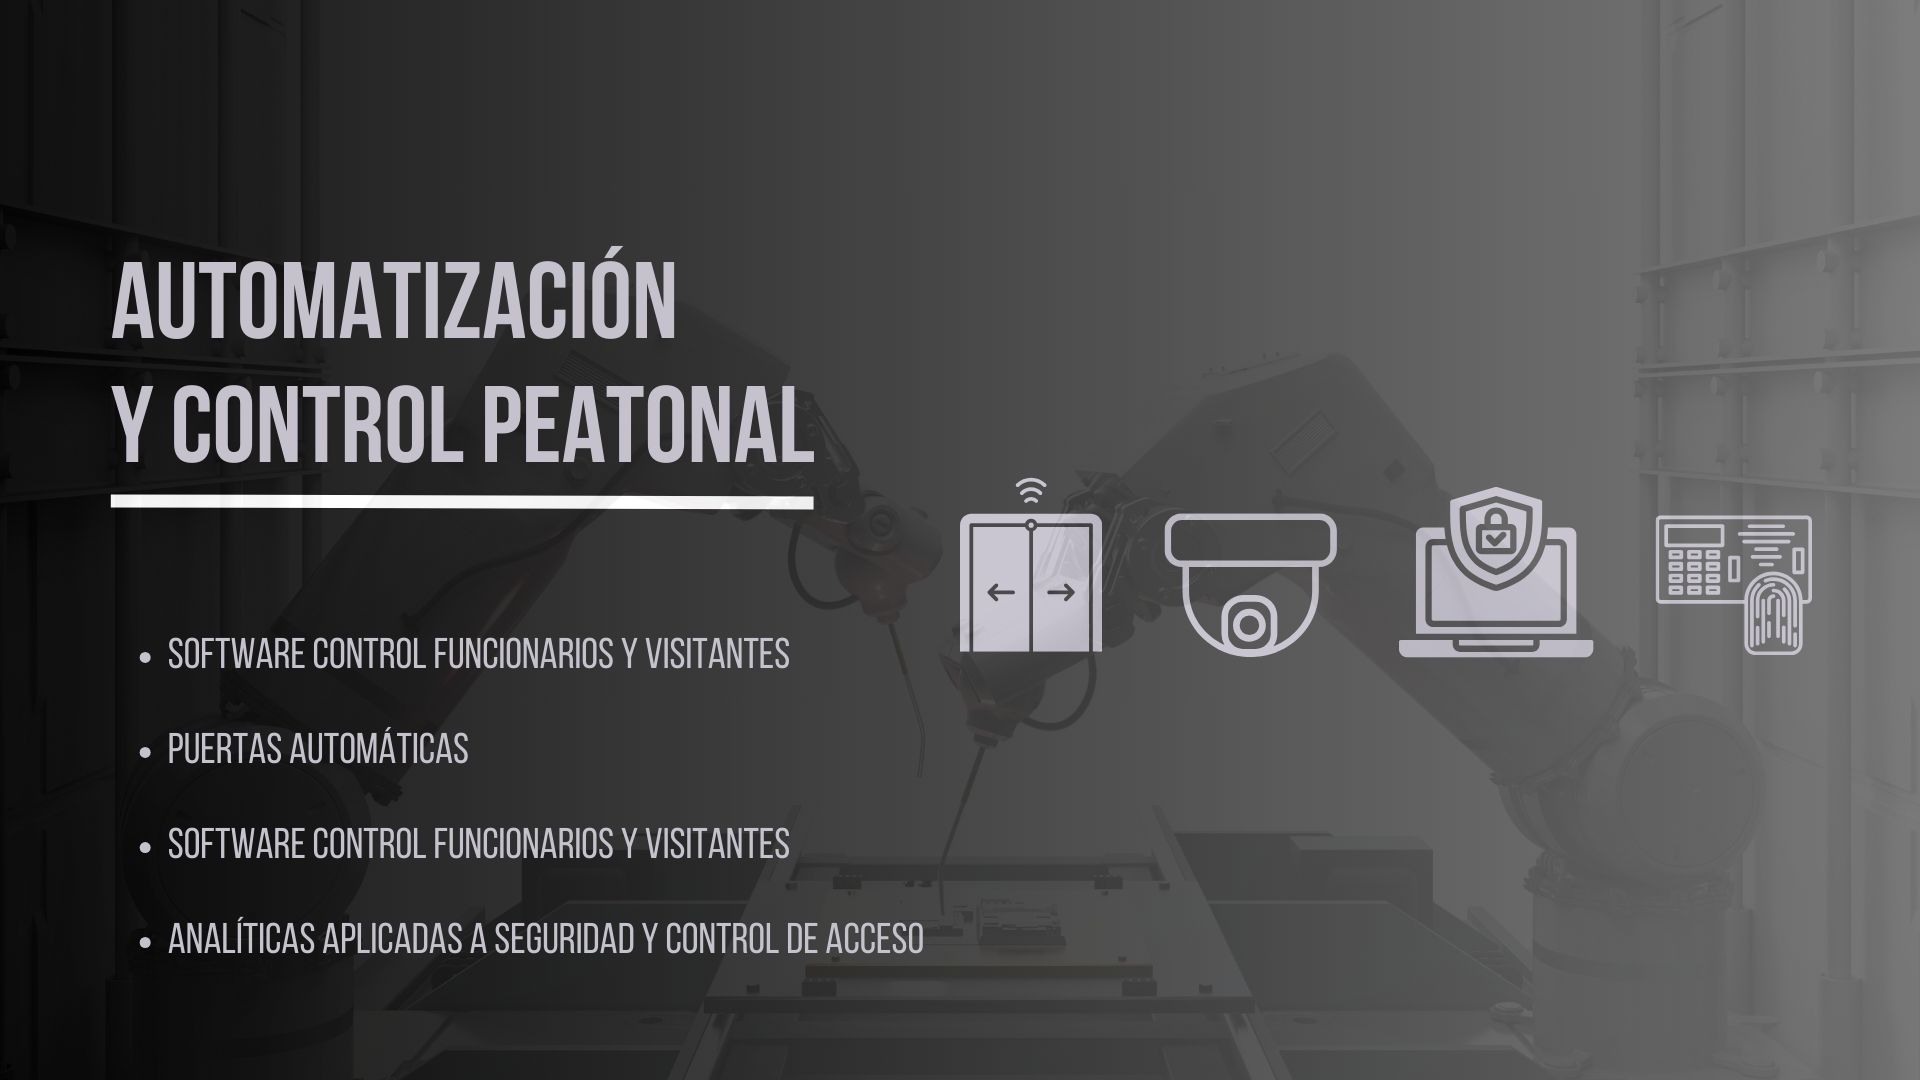 AUTOMATIZACIÓN
Y CONTROL PEATONAL
• SOFTWARE CONTROL FUNCIONARIOS Y VISITANTES
• PUERTAS AUTOMÁTICAS
• SOFTWARE CONTROL FUNCIONARIOS Y VISITANTES
• ANALÍTICAS APLICADAS A SEGURIDAD Y CONTROL DE ACCESO